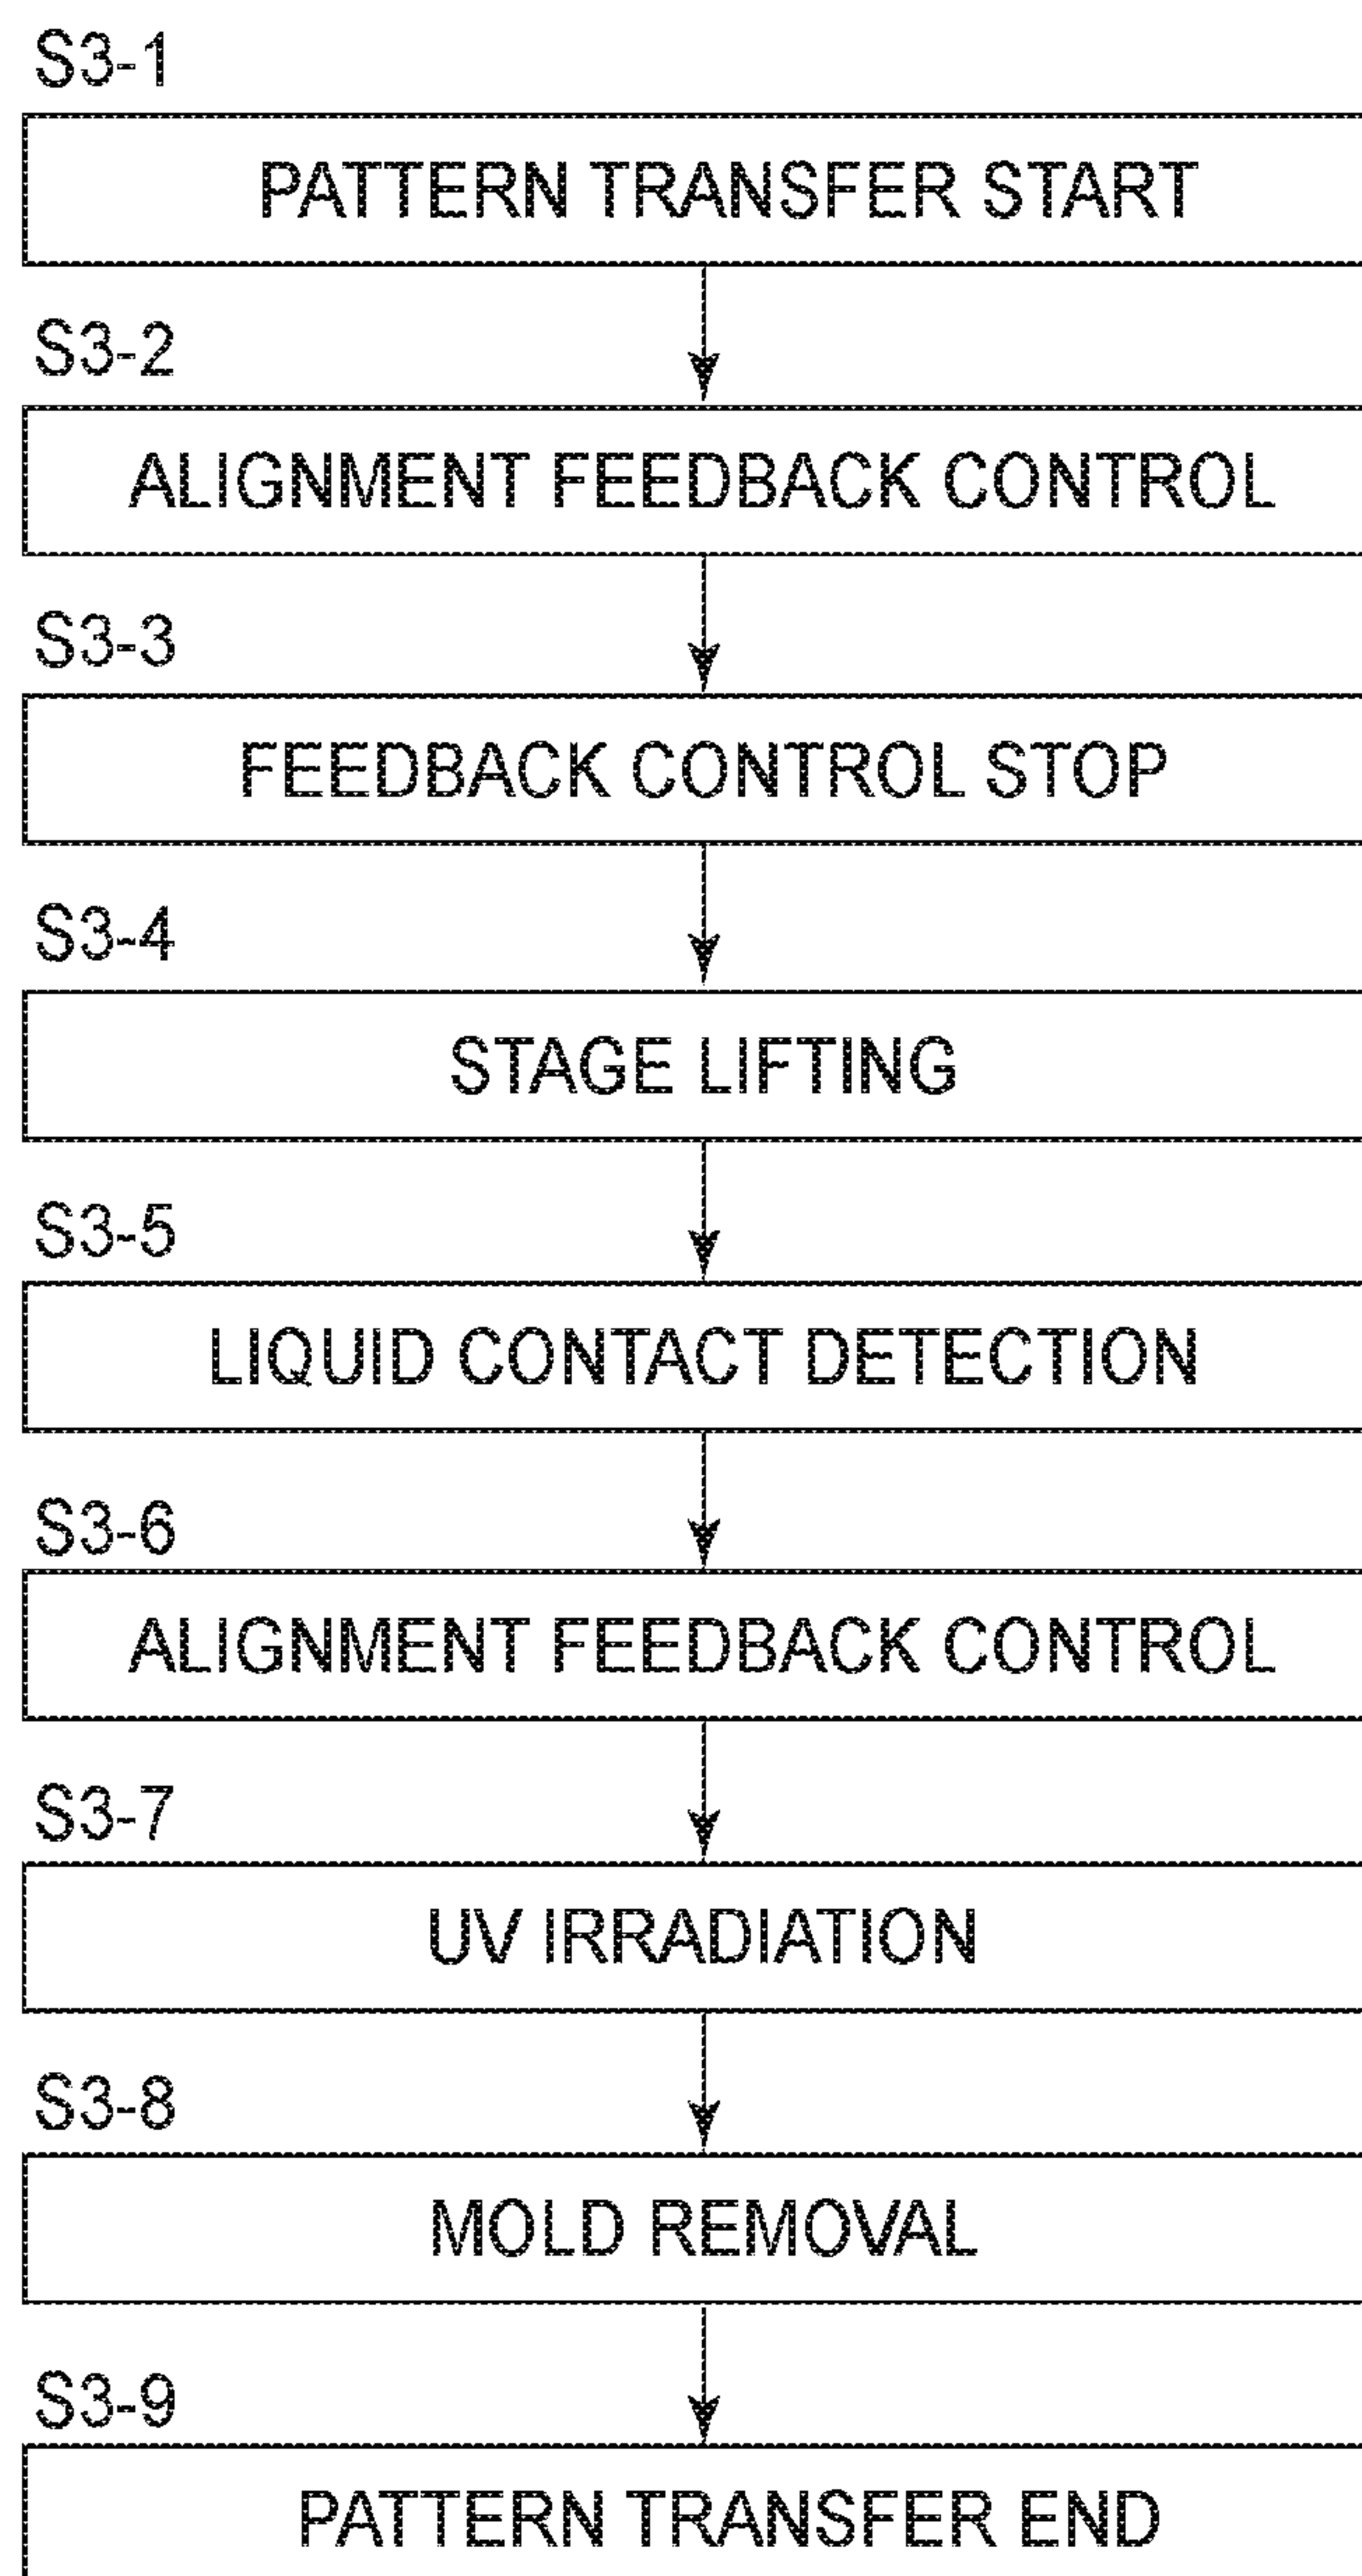 S3-1
PATTERN TRANSFER START
S3-2
ALIGNMENT FEEDBACK CONTROL
S3-3
FEEDBACK CONTROL STOP
S3-4
STAGE LIFTING
S3-5
LIQUID CONTACT DETECTION
S3-6
ALIGNMENT FEEDBACK CONTROL
S3-7
UV IRRADIATION
S3-8
MOLD REMOVAL
S3-9
PATTERN TRANSFER END